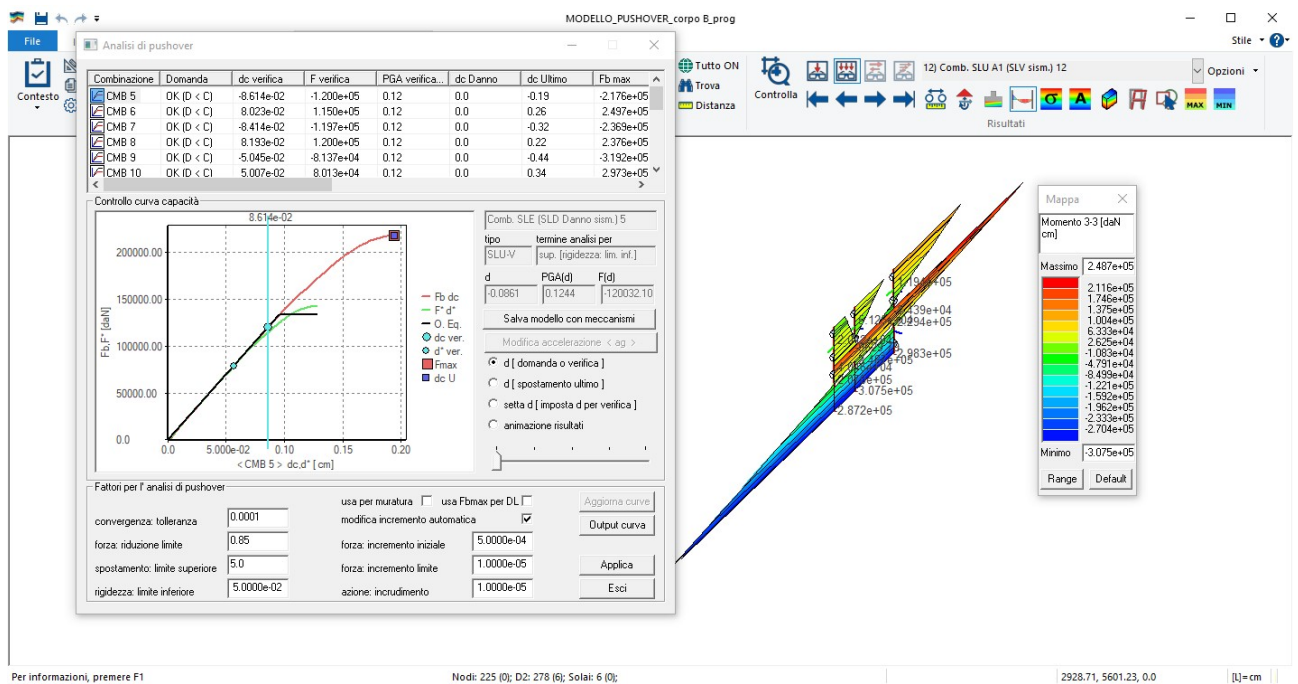 MODELLO_PUSHOVER_corpo B_prog
File
Stile
Analisi di pushover
Contesto
Tutto ON
Trova
Distanza
Controlla
12) Comb. SLU A1 (SLV sism.) 12
Opzioni
MAX
MIN
Risultati
Combinazione Domanda dc verifica F verifica PGA verifica... dc Danno dc Ultimo Fb max
CMB 5 OK (D < C) -8.614e-02 -1.200e+05 0.12 0.0 -0.19 -2.176e+05
CMB 6 OK (D < C) 8.023e-02 1.150e+05 0.12 0.0 0.26 2.497e+05
CMB 7 OK (D < C) -8.414e-02 -1.197e+05 0.12 0.0 -0.32 -2.369e+05
CMB 8 OK (D < C) 8.193e-02 1.200e+05 0.12 0.0 0.22 2.376e+05
CMB 9 OK (D < C) -5.045e-02 -8.137e+04 0.12 0.0 -0.44 -3.192e+05
CMB 10 OK (D < C) 5.007e-02 8.013e+04 0.12 0.0 0.34 2.973e+05
Controllo curva capacità
8.614e-02
200000.00
150000.00
100000.00
50000.00
0.0
Fb,F* [daN]
0.0 5.000e-02 0.10 0.15 0.20
< CMB 5 > dc,d* [ cm]
Fb dc
F* d*
O. Eq.
dc ver.
d* ver.
Fmax
dc U
Comb. SLE (SLD Danno sism.) 5
tipo termine analisi per
SLU-V sup. [rigidezza: lim. inf.]
d PGA(d) F(d)
-0.0861 0.1244 -120032.10
Salva modello con meccanismi
Modifica accelerazione < ag >
d [ domanda o verifica ]
d [ spostamento ultimo ]
setta d [ imposta d per verifica ]
animazione risultati
Fattori per l' analisi di pushover
usa per muratura usa Fbmax per DL
Aggiorna curve
convergenza: tolleranza 0.0001
modifica incremento automatica
Output curva
forza: riduzione limite 0.85
forza: incremento iniziale 5.0000e-04
spostamento: limite superiore 5.0
forza: incremento limite 1.0000e-05
Applica
rigidezza: limite inferiore 5.0000e-02
azione: incrudimento 1.0000e-05
Esci
-3.075e+05
-2.872e+05
Mappa
Momento 3-3 [daN
cm]
Massimo 2.487e+05
2.116e+05
1.746e+05
1.375e+05
1.004e+05
6.333e+04
2.625e+04
-1.083e+04
-4.791e+04
-8.499e+04
-1.221e+05
-1.592e+05
-1.962e+05
-2.333e+05
-2.704e+05
Minimo -3.075e+05
Range Default
Per informazioni, premere F1
Nodi: 225 (0); D2: 278 (6); Solai: 6 (0);
2928.71, 5601.23, 0.0
[L]=cm